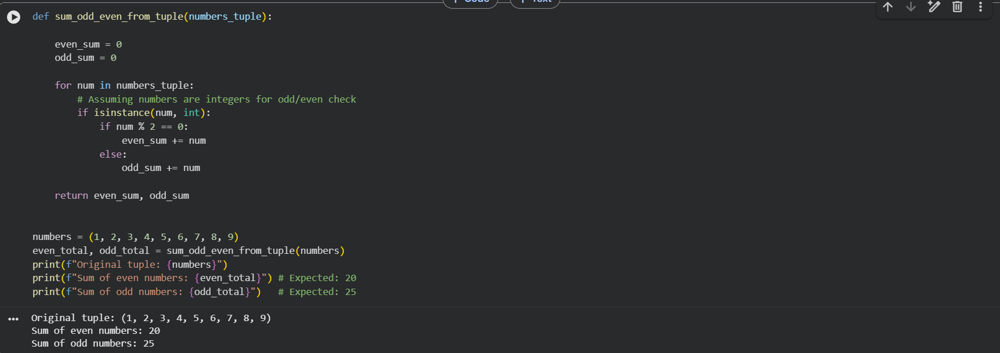 + Code + Text
def sum_odd_even_from_tuple(numbers_tuple):
    even_sum = 0
    odd_sum = 0
    for num in numbers_tuple:
        # Assuming numbers are integers for odd/even check
        if isinstance(num, int):
            if num % 2 == 0:
                even_sum += num
            else:
                odd_sum += num
    return even_sum, odd_sum
numbers = (1, 2, 3, 4, 5, 6, 7, 8, 9)
even_total, odd_total = sum_odd_even_from_tuple(numbers)
print(f"Original tuple: {numbers}")
print(f"Sum of even numbers: {even_total}") # Expected: 20
print(f"Sum of odd numbers: {odd_total}")   # Expected: 25
Original tuple: (1, 2, 3, 4, 5, 6, 7, 8, 9)
Sum of even numbers: 20
Sum of odd numbers: 25